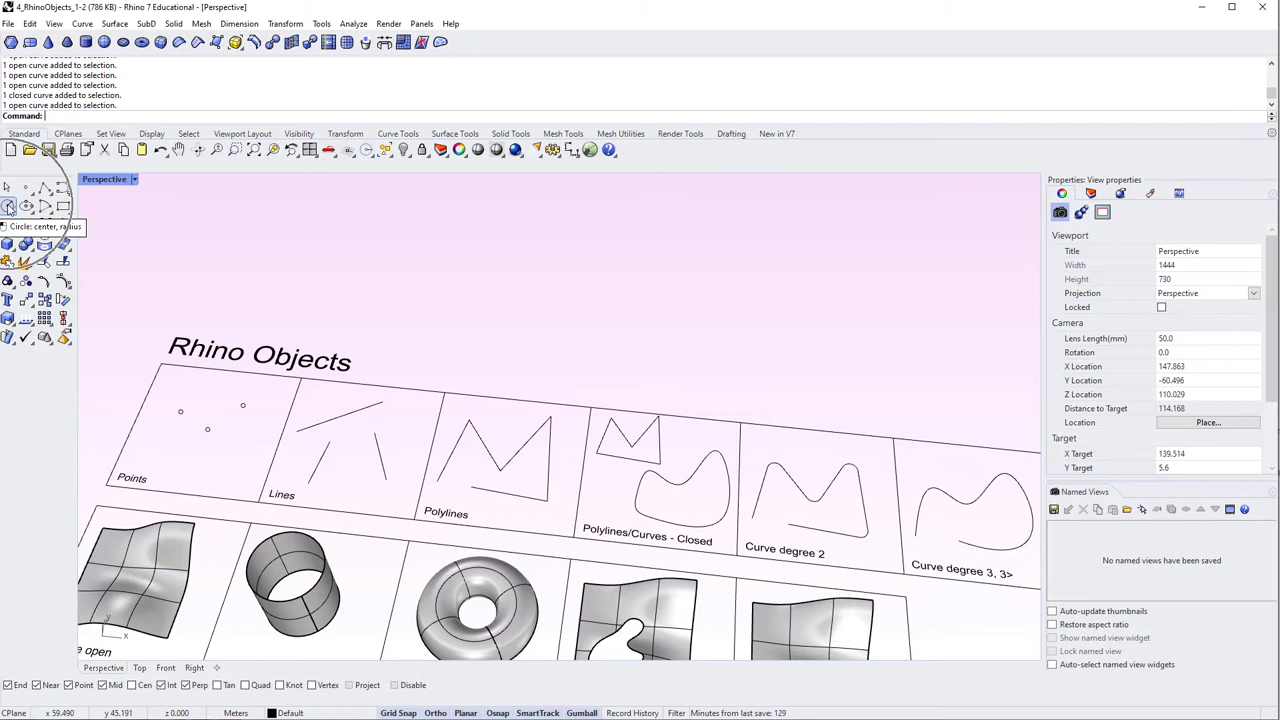 4_RhinoObjects_1-2 (786 KB) - Rhino 7 Educational - [Perspective]
File Edit View Curve Surface SubD Solid Mesh Dimension Transform Tools Analyze Render Panels Help
1 open curve added to selection.
1 open curve added to selection.
1 open curve added to selection.
1 closed curve added to selection.
1 open curve added to selection.
Command:
Standard CPlanes Set View Display Select Viewport Layout Visibility Transform Curve Tools Surface Tools Solid Tools Mesh Tools Mesh Utilities Render Tools Drafting New in V7
Perspective
Circle: center, radius
Rhino Objects
Points
Lines
Polylines
Polylines/Curves - Closed
Curve degree 2
Curve degree 3, 3>
e open
y
x
Properties: View properties
Viewport
Title Perspective
Width 1444
Height 730
Projection Perspective
Locked
Camera
Lens Length(mm) 50.0
Rotation 0.0
X Location 147.863
Y Location -60.496
Z Location 110.029
Distance to Target 114.168
Location Place...
Target
X Target 139.514
Y Target 5.6
Named Views
No named views have been saved
Auto-update thumbnails
Restore aspect ratio
Show named view widget
Lock named view
Auto-select named view widgets
Perspective Top Front Right
End Near Point Mid Cen Int Perp Tan Quad Knot Vertex Project Disable
CPlane x 59.490 y 45.191 z 0.000 Meters Default Grid Snap Ortho Planar Osnap SmartTrack Gumball Record History Filter Minutes from last save: 129